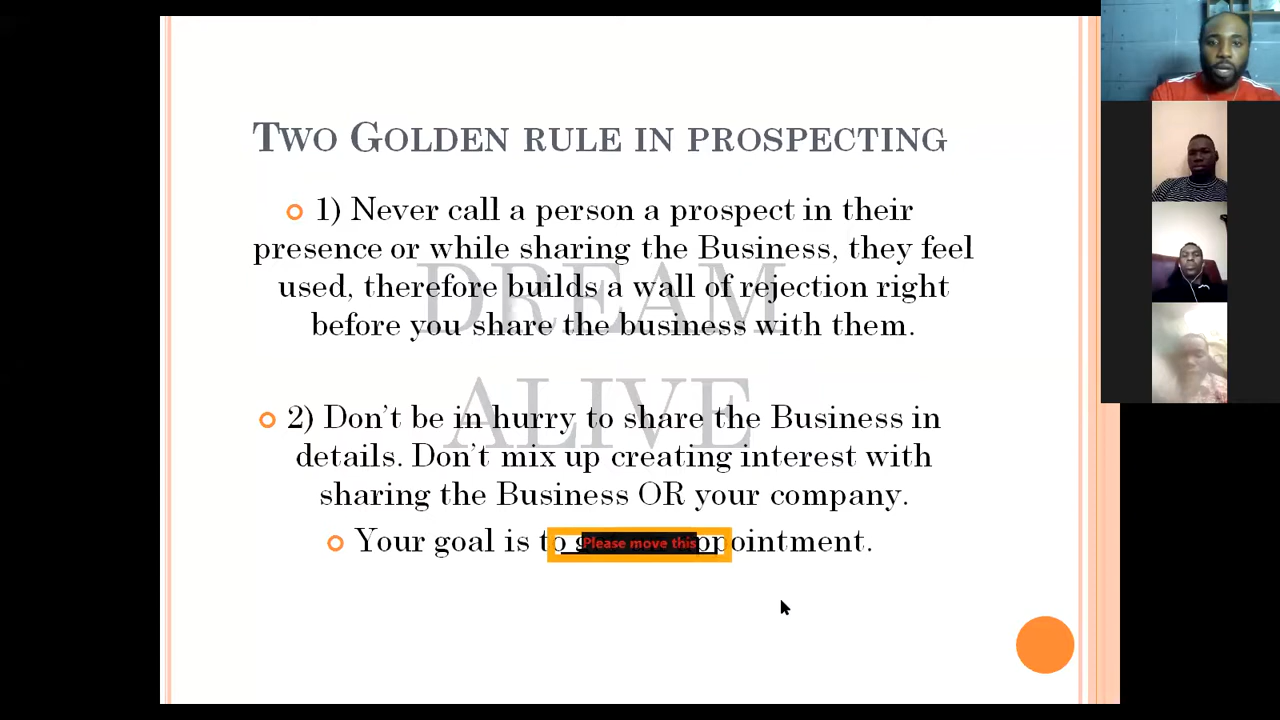 TWO GOLDEN RULE IN PROSPECTING
1) Never call a person a prospect in their
presence or while sharing the Business, they feel
used, therefore builds a wall of rejection right
before you share the business with them.
DREAM
2) Don't be in hurry to share the Business in
ALIVE
details. Don't mix up creating interest with
sharing the Business OR your company.
Your goal is to
Please move this